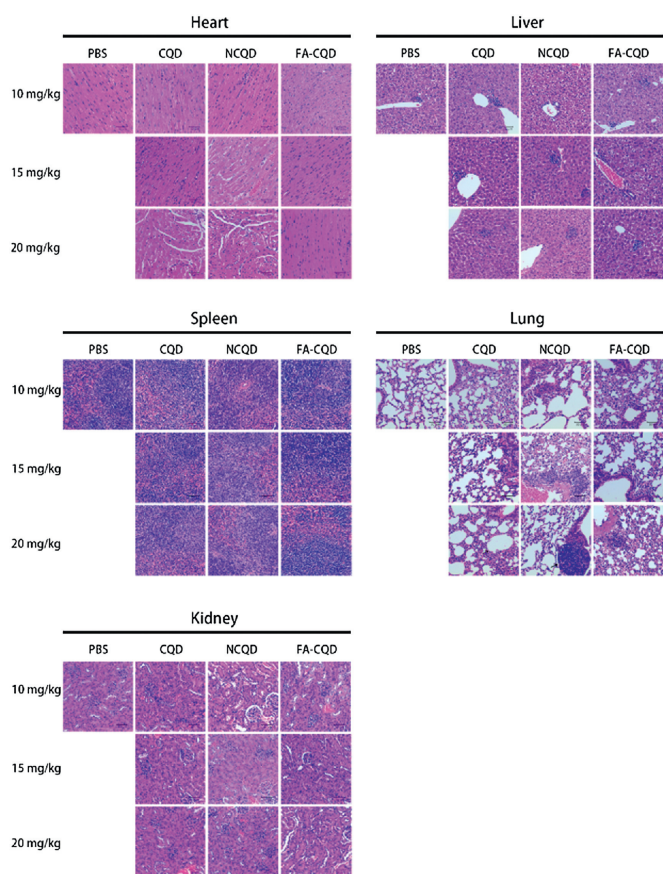 Heart
PBS CQD NCQD FA-CQD
10 mg/kg
15 mg/kg
20 mg/kg
Liver
PBS CQD NCQD FA-CQD
Spleen
PBS CQD NCQD FA-CQD
10 mg/kg
15 mg/kg
20 mg/kg
Lung
PBS CQD NCQD FA-CQD
Kidney
PBS CQD NCQD FA-CQD
10 mg/kg
15 mg/kg
20 mg/kg